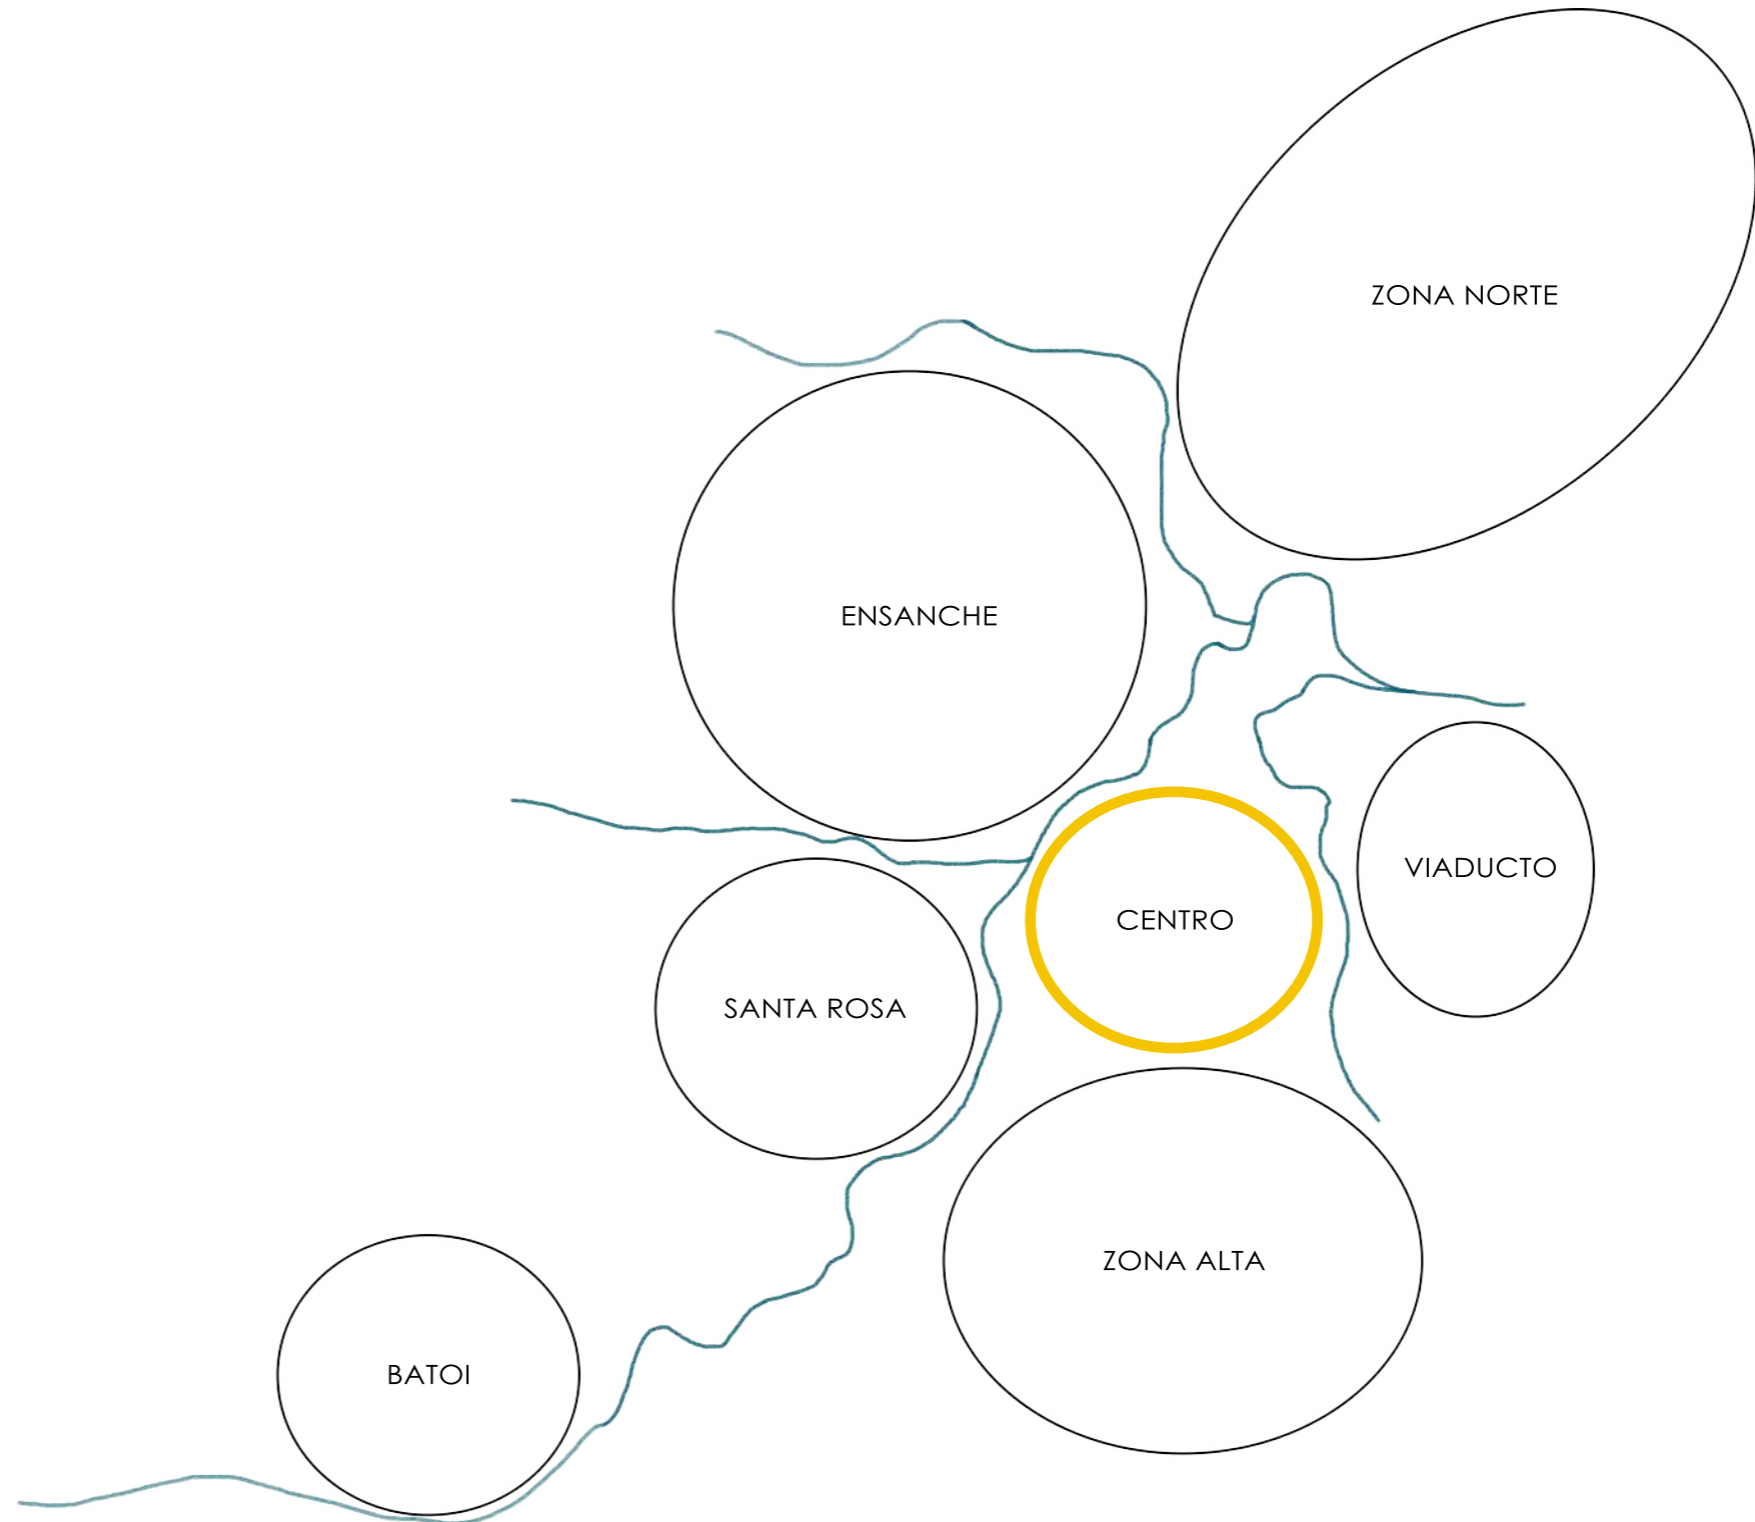 ZONA NORTE
ENSANCHE
VIADUCTO
CENTRO
SANTA ROSA
ZONA ALTA
BATOI